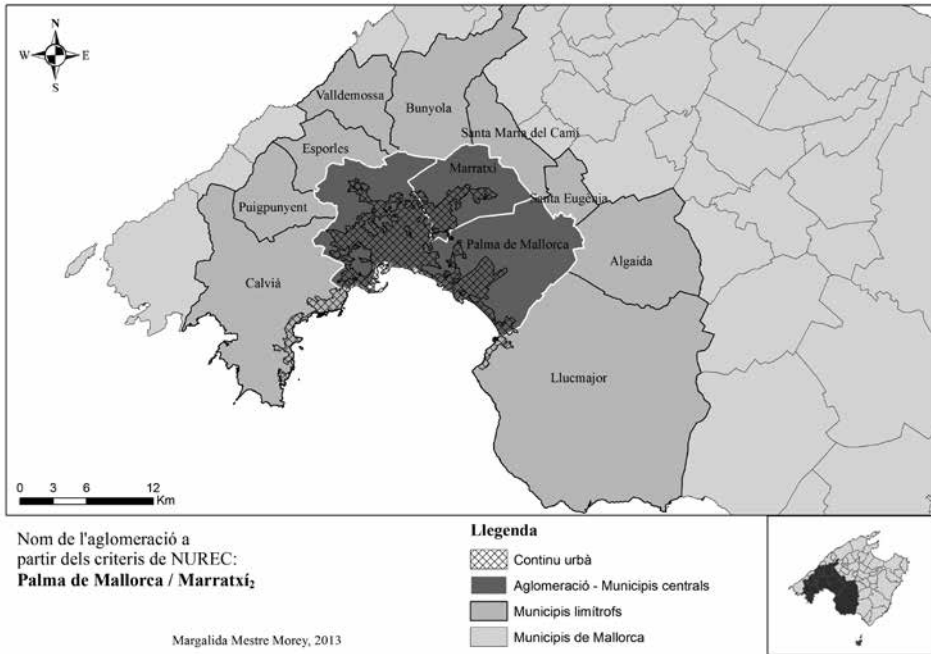 N
W E
S
Valldemossa
Bunyola
Santa Maria del Camí
Esporles
Marratxí
Santa Eugènia
Puigpunyent
Palma de Mallorca
Algaida
Calvià
Llucmajor
0 3 6 12
Km
Nom de l'aglomeració a
partir dels criteris de NUREC:
Palma de Mallorca / Marratxí₂
Margalida Mestre Morey, 2013
Llegenda
Continu urbà
Aglomeració - Municipis centrals
Municipis limítrofs
Municipis de Mallorca